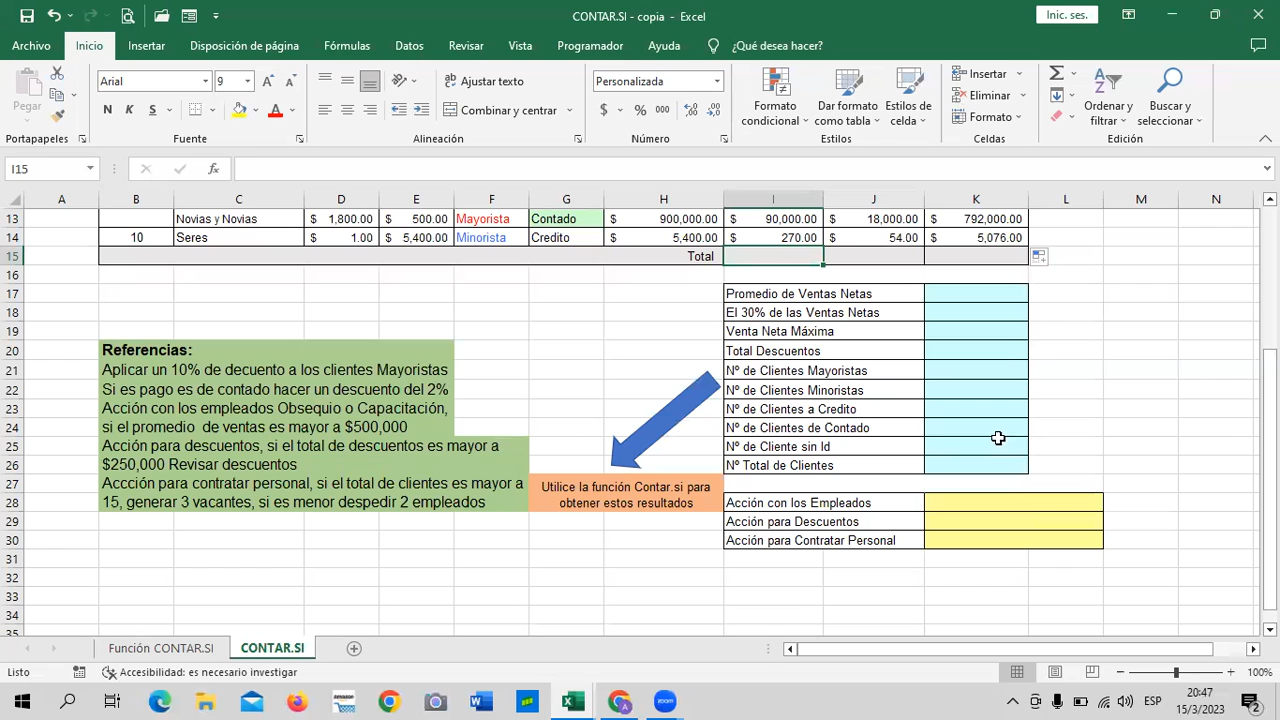 CONTAR.SI - copia - Excel
Inic. ses.
Archivo Inicio Insertar Disposición de página Fórmulas Datos Revisar Vista Programador Ayuda ¿Qué desea hacer?
Pegar
Arial 9
N K S
Ajustar texto
Combinar y centrar
Personalizada
$ % 000
Formato condicional
Dar formato como tabla
Estilos de celda
Insertar
Eliminar
Formato
Ordenar y filtrar
Buscar y seleccionar
Portapapeles Fuente Alineación Número Estilos Celdas Edición
I15 fx
A B C D E F G H I J K L M N
13 Novias y Novias $ 1,800.00 $ 500.00 Mayorista Contado $ 900,000.00 $ 90,000.00 $ 18,000.00 $ 792,000.00
14 10 Seres $ 1.00 $ 5,400.00 Minorista Credito $ 5,400.00 $ 270.00 $ 54.00 $ 5,076.00
15 Total
16
17 Promedio de Ventas Netas
18 El 30% de las Ventas Netas
19 Venta Neta Máxima
20 Referencias: Total Descuentos
21 Aplicar un 10% de decuento a los clientes Mayoristas Nº de Clientes Mayoristas
22 Si es pago es de contado hacer un descuento del 2% Nº de Clientes Minoristas
23 Acción con los empleados Obsequio o Capacitación, Nº de Clientes a Credito
24 si el promedio de ventas es mayor a $500,000 Nº de Clientes de Contado
25 Acción para descuentos, si el total de descuentos es mayor a Nº de Cliente sin Id
26 $250,000 Revisar descuentos Nº Total de Clientes
27 Accción para contratar personal, si el total de clientes es mayor a Utilice la función Contar.si para
28 15, generar 3 vacantes, si es menor despedir 2 empleados obtener estos resultados Acción con los Empleados
29 Acción para Descuentos
30 Acción para Contratar Personal
31
32
33
34
35
Función CONTAR.SI CONTAR.SI
Listo Accesibilidad: es necesario investigar 100%
ESP 20:47
15/3/2023 2